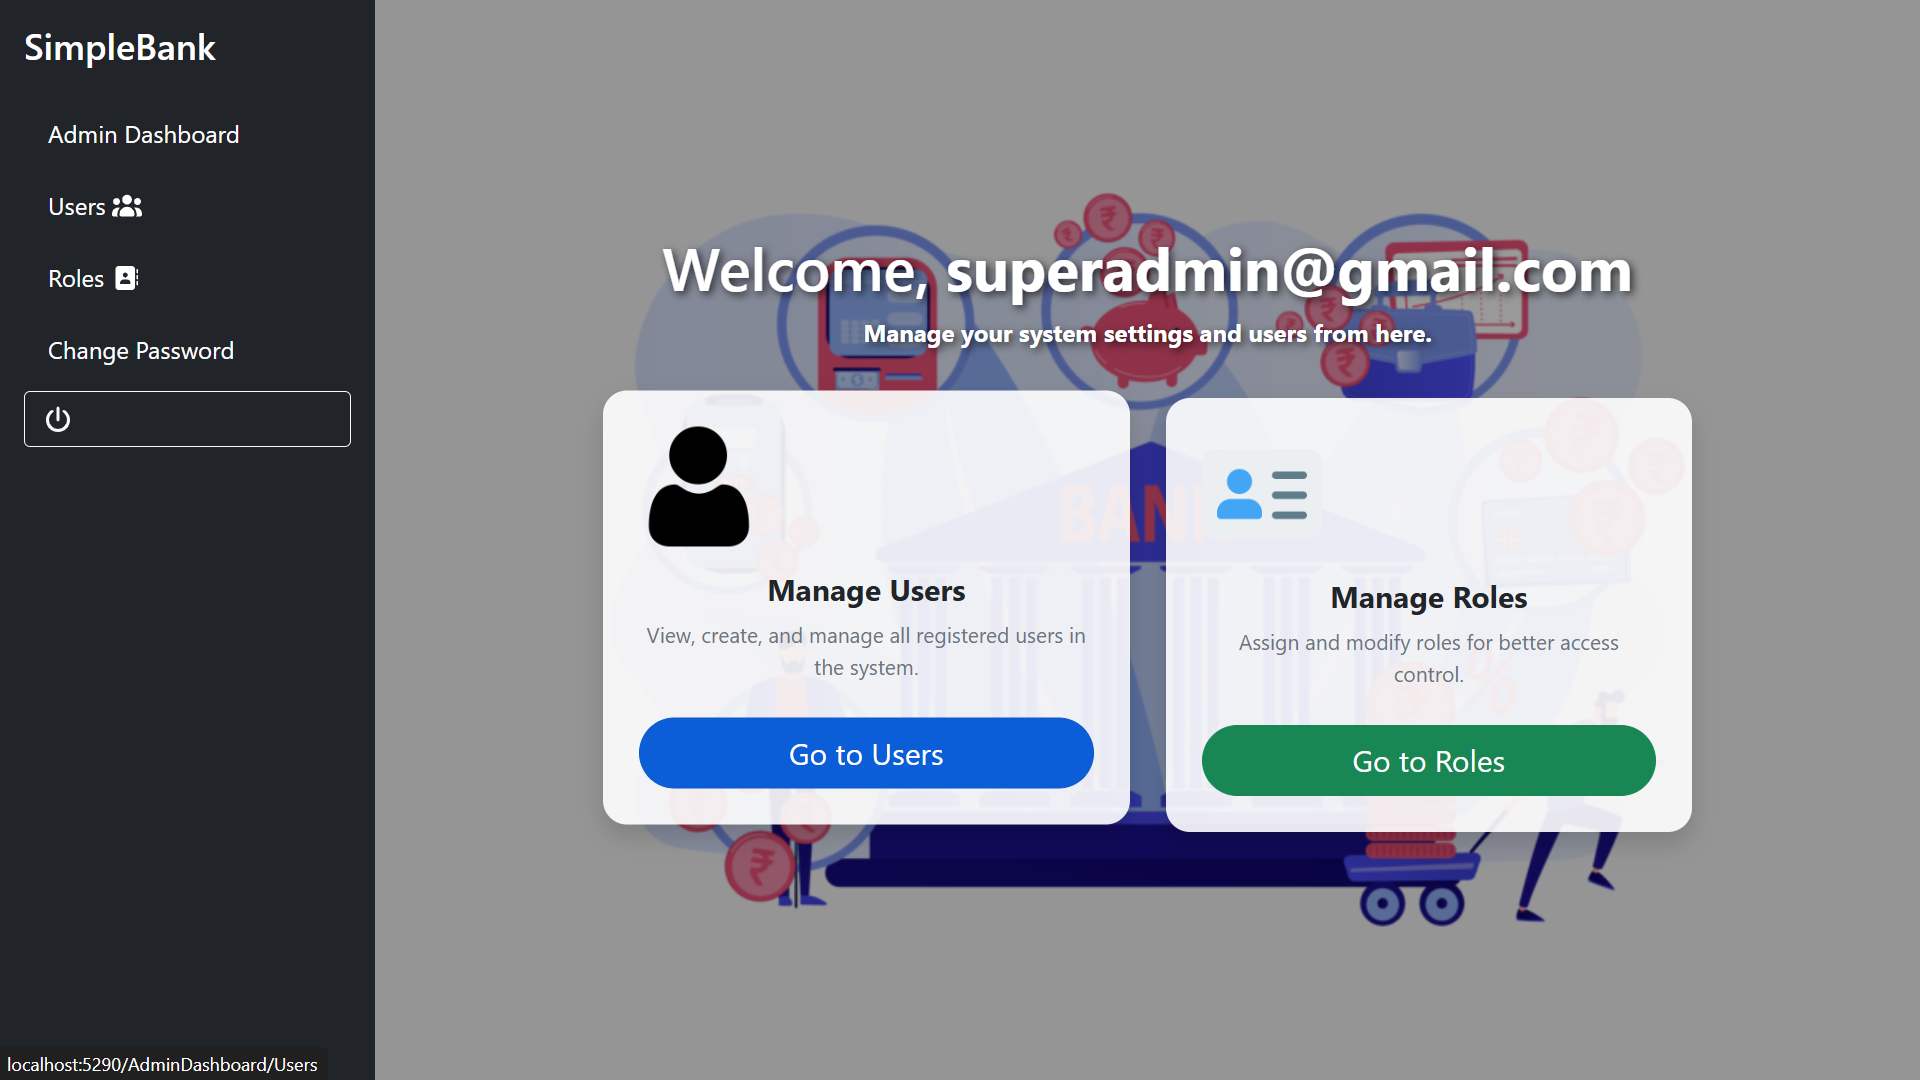 SimpleBank
Admin Dashboard
Users
Roles
Change Password
Welcome, superadmin@gmail.com
Manage your system settings and users from here.
Manage Users
View, create, and manage all registered users in
the system.
Go to Users
Manage Roles
Assign and modify roles for better access
control.
Go to Roles
BANK
localhost:5290/AdminDashboard/Users